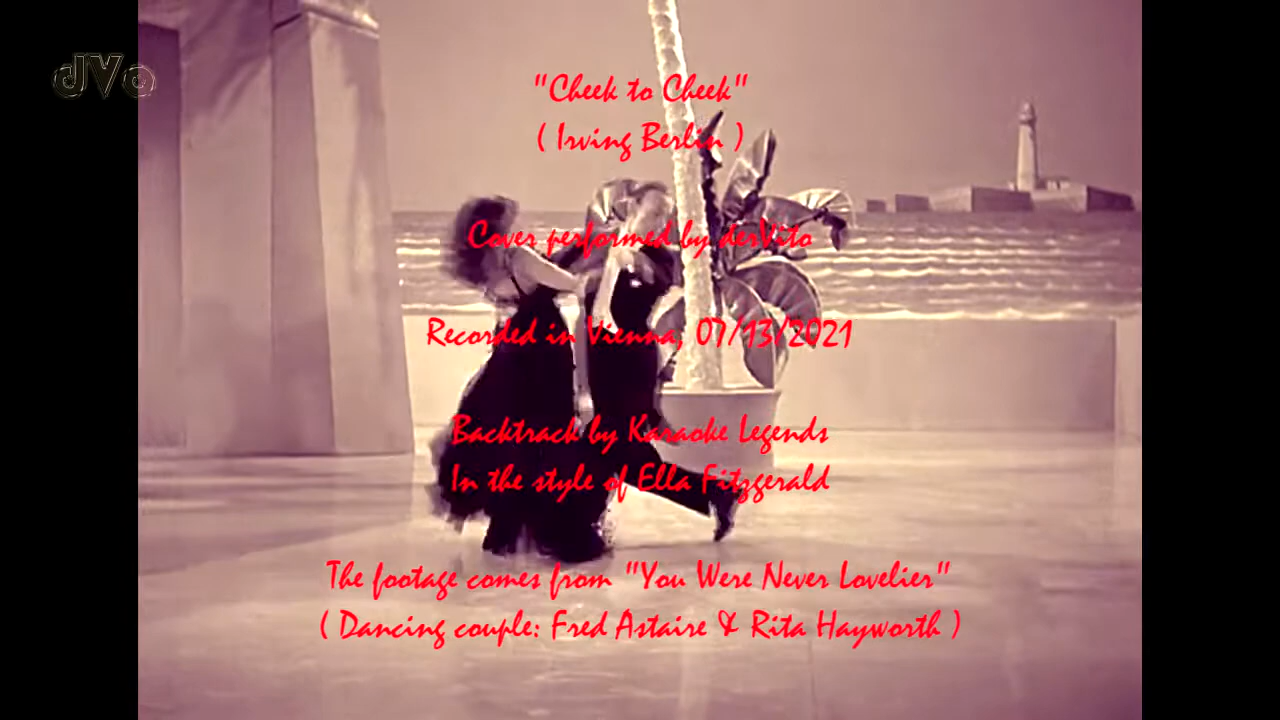 dVo
"Cheek to Cheek"
( Irving Berlin )
Cover performed by derVito
Recorded in Vienna, 07/13/2021
Backtrack by Karaoke Legends
In the style of Ella Fitzgerald
The footage comes from "You Were Never Lovelier"
( Dancing couple: Fred Astaire & Rita Hayworth )